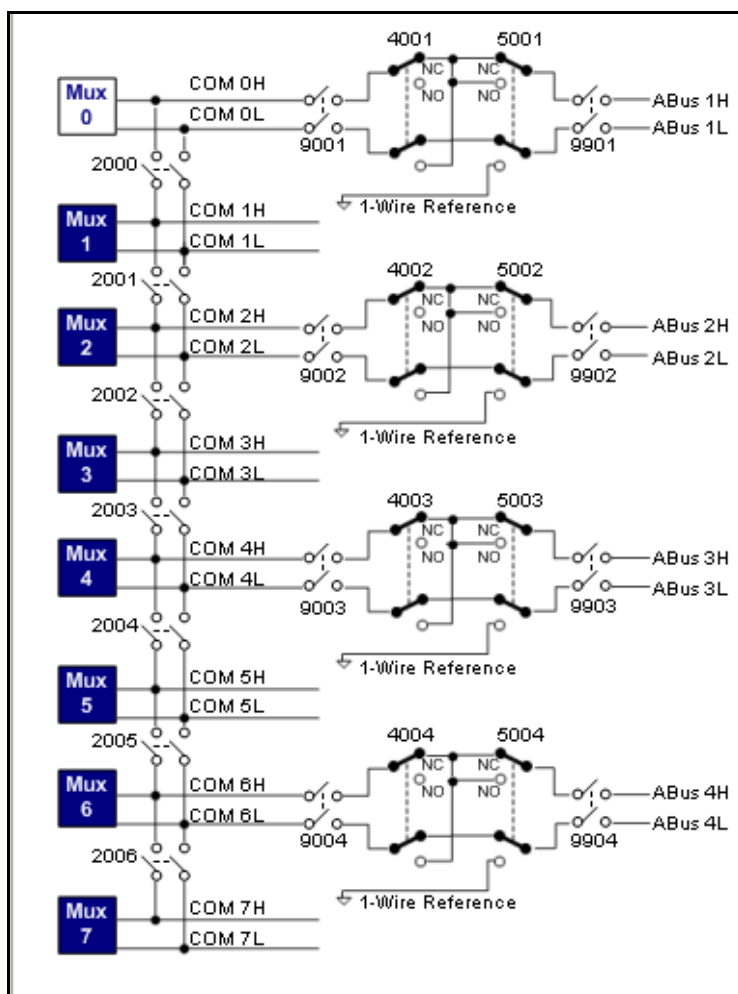 4001 5001
Mux 0
COM 0H
NC NC
NO NO
ABus 1H
COM 0L
ABus 1L
9001 9901
2000
1-Wire Reference
Mux 1
COM 1H
COM 1L
2001
4002 5002
Mux 2
COM 2H
NC NC
NO NO
ABus 2H
COM 2L
ABus 2L
9002 9902
2002
1-Wire Reference
Mux 3
COM 3H
COM 3L
2003
4003 5003
Mux 4
COM 4H
NC NC
NO NO
ABus 3H
COM 4L
ABus 3L
9003 9903
2004
1-Wire Reference
Mux 5
COM 5H
COM 5L
2005
4004 5004
Mux 6
COM 6H
NC NC
NO NO
ABus 4H
COM 6L
ABus 4L
9004 9904
2006
1-Wire Reference
Mux 7
COM 7H
COM 7L